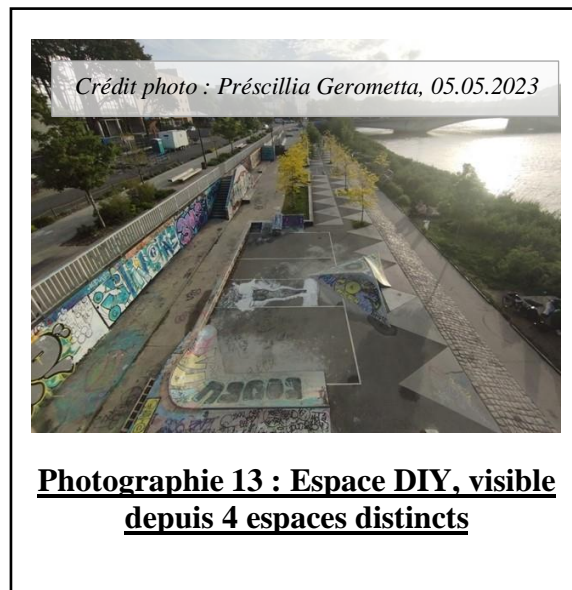 Crédit photo : Préscillia Gerometta, 05.05.2023
Photographie 13 : Espace DIY, visible
depuis 4 espaces distincts